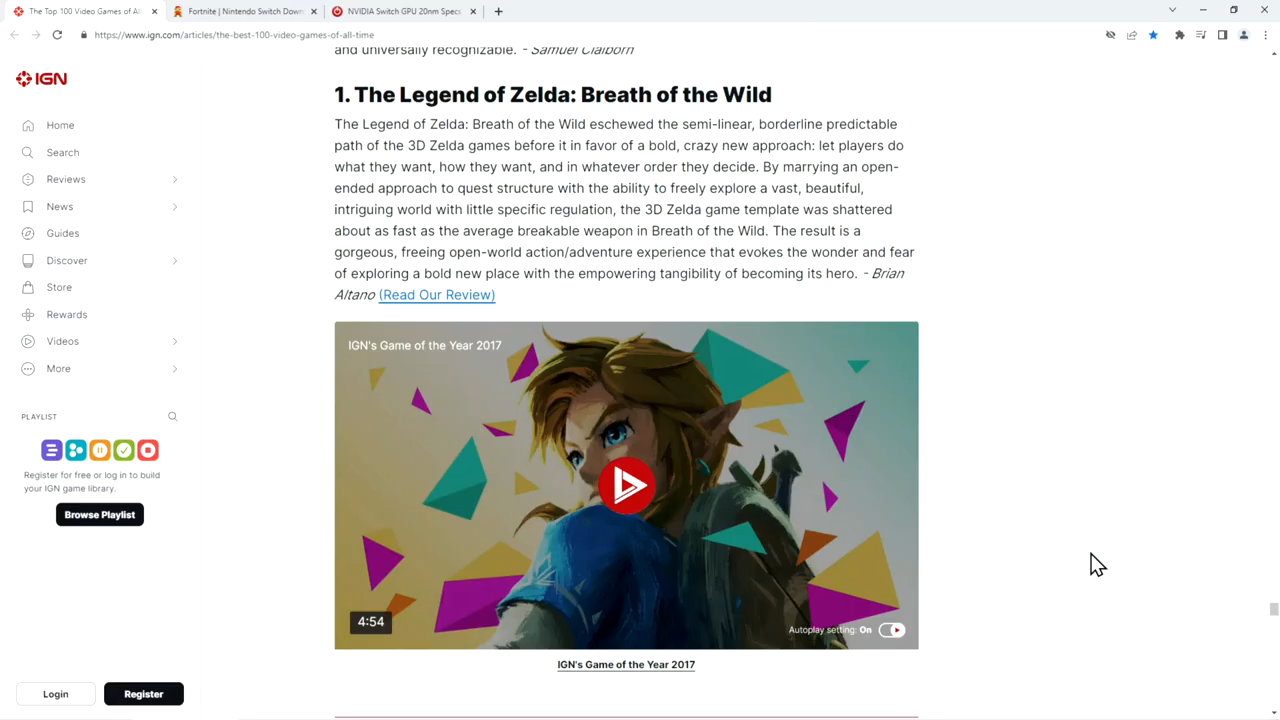 The Top 100 Video Games of Al
Fortnite | Nintendo Switch Down
NVIDIA Switch GPU 20nm Specs
https://www.ign.com/articles/the-best-100-video-games-of-all-time
IGN
Home
Search
Reviews
News
Guides
Discover
Store
Rewards
Videos
More
PLAYLIST
Register for free or log in to build
your IGN game library.
Browse Playlist
Login
Register
and universally recognizable. - Samuel Claiborn
1. The Legend of Zelda: Breath of the Wild
The Legend of Zelda: Breath of the Wild eschewed the semi-linear, borderline predictable
path of the 3D Zelda games before it in favor of a bold, crazy new approach: let players do
what they want, how they want, and in whatever order they decide. By marrying an open-
ended approach to quest structure with the ability to freely explore a vast, beautiful,
intriguing world with little specific regulation, the 3D Zelda game template was shattered
about as fast as the average breakable weapon in Breath of the Wild. The result is a
gorgeous, freeing open-world action/adventure experience that evokes the wonder and fear
of exploring a bold new place with the empowering tangibility of becoming its hero. - Brian
Altano (Read Our Review)
IGN's Game of the Year 2017
4:54
Autoplay setting: On
IGN's Game of the Year 2017